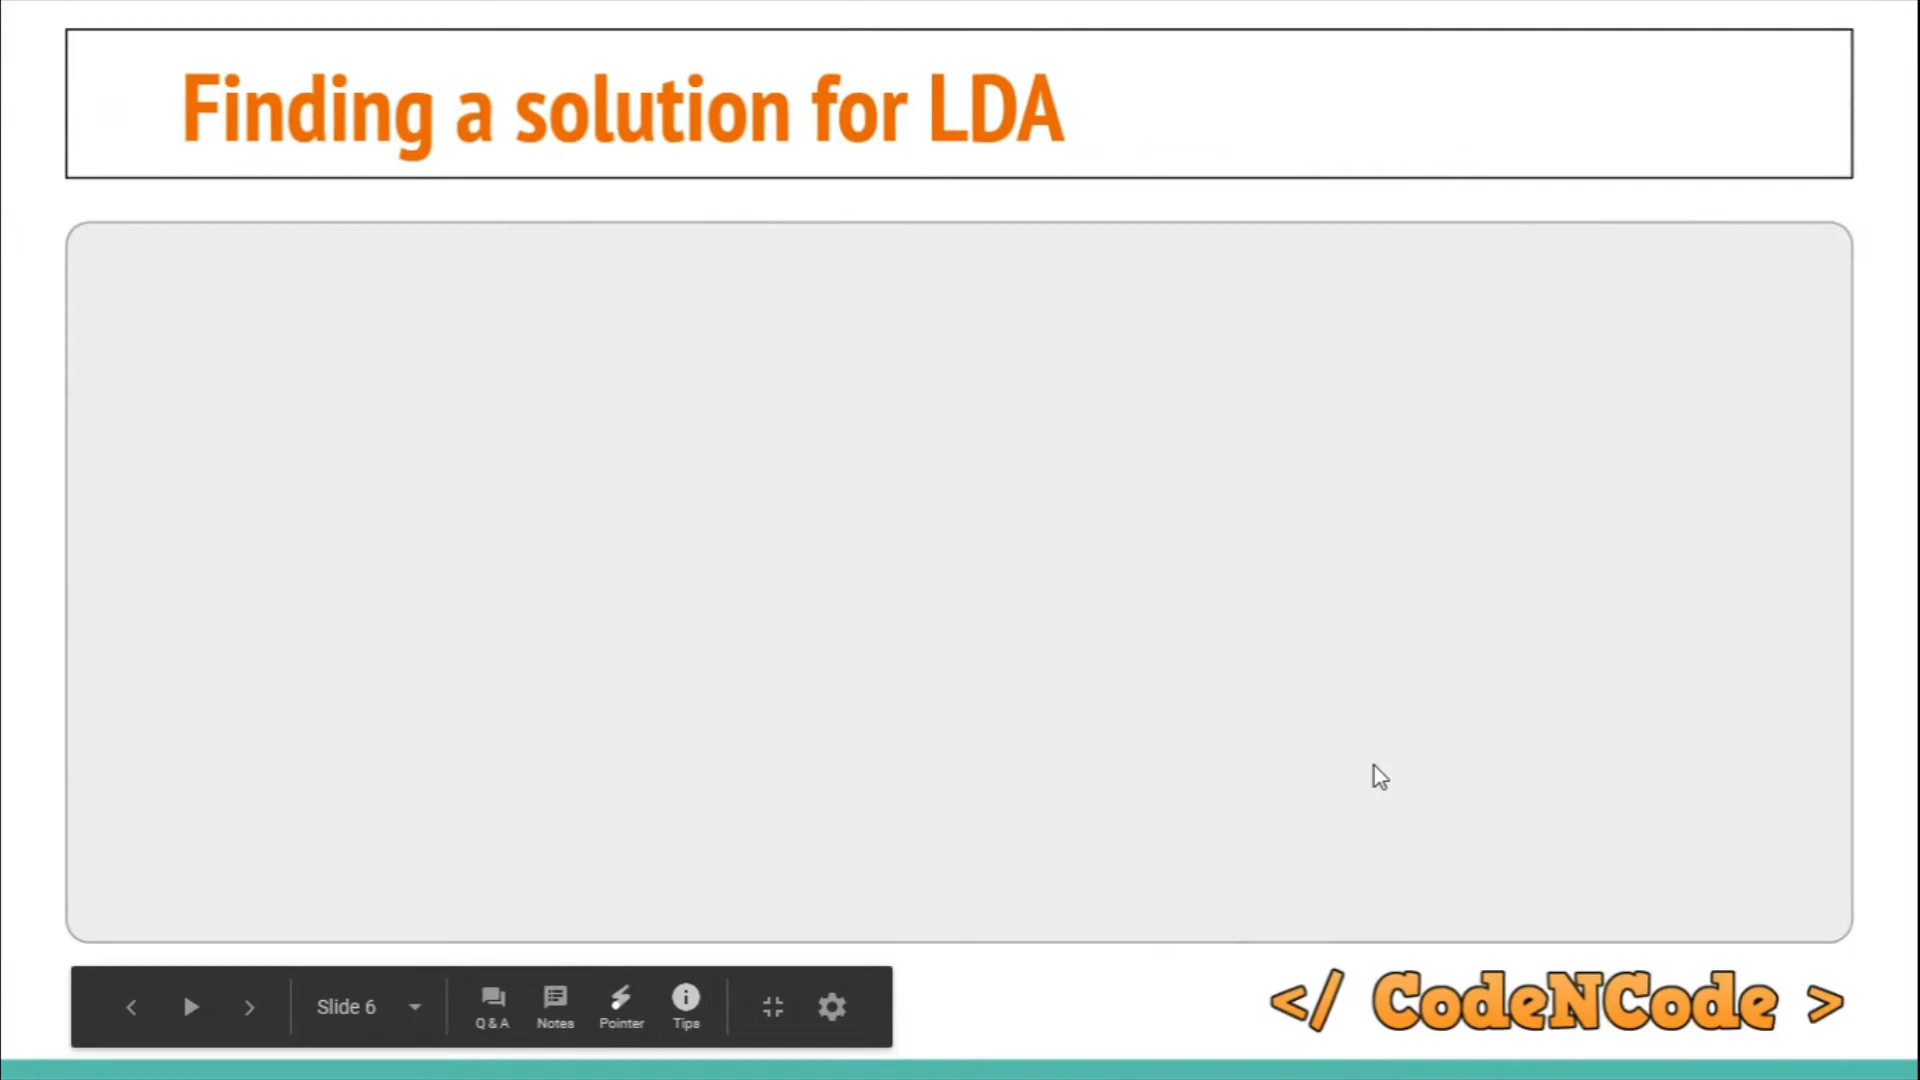 Finding a solution for LDA
Slide 6
Q & A
Notes
Pointer
Tips
</ CodeNCode >